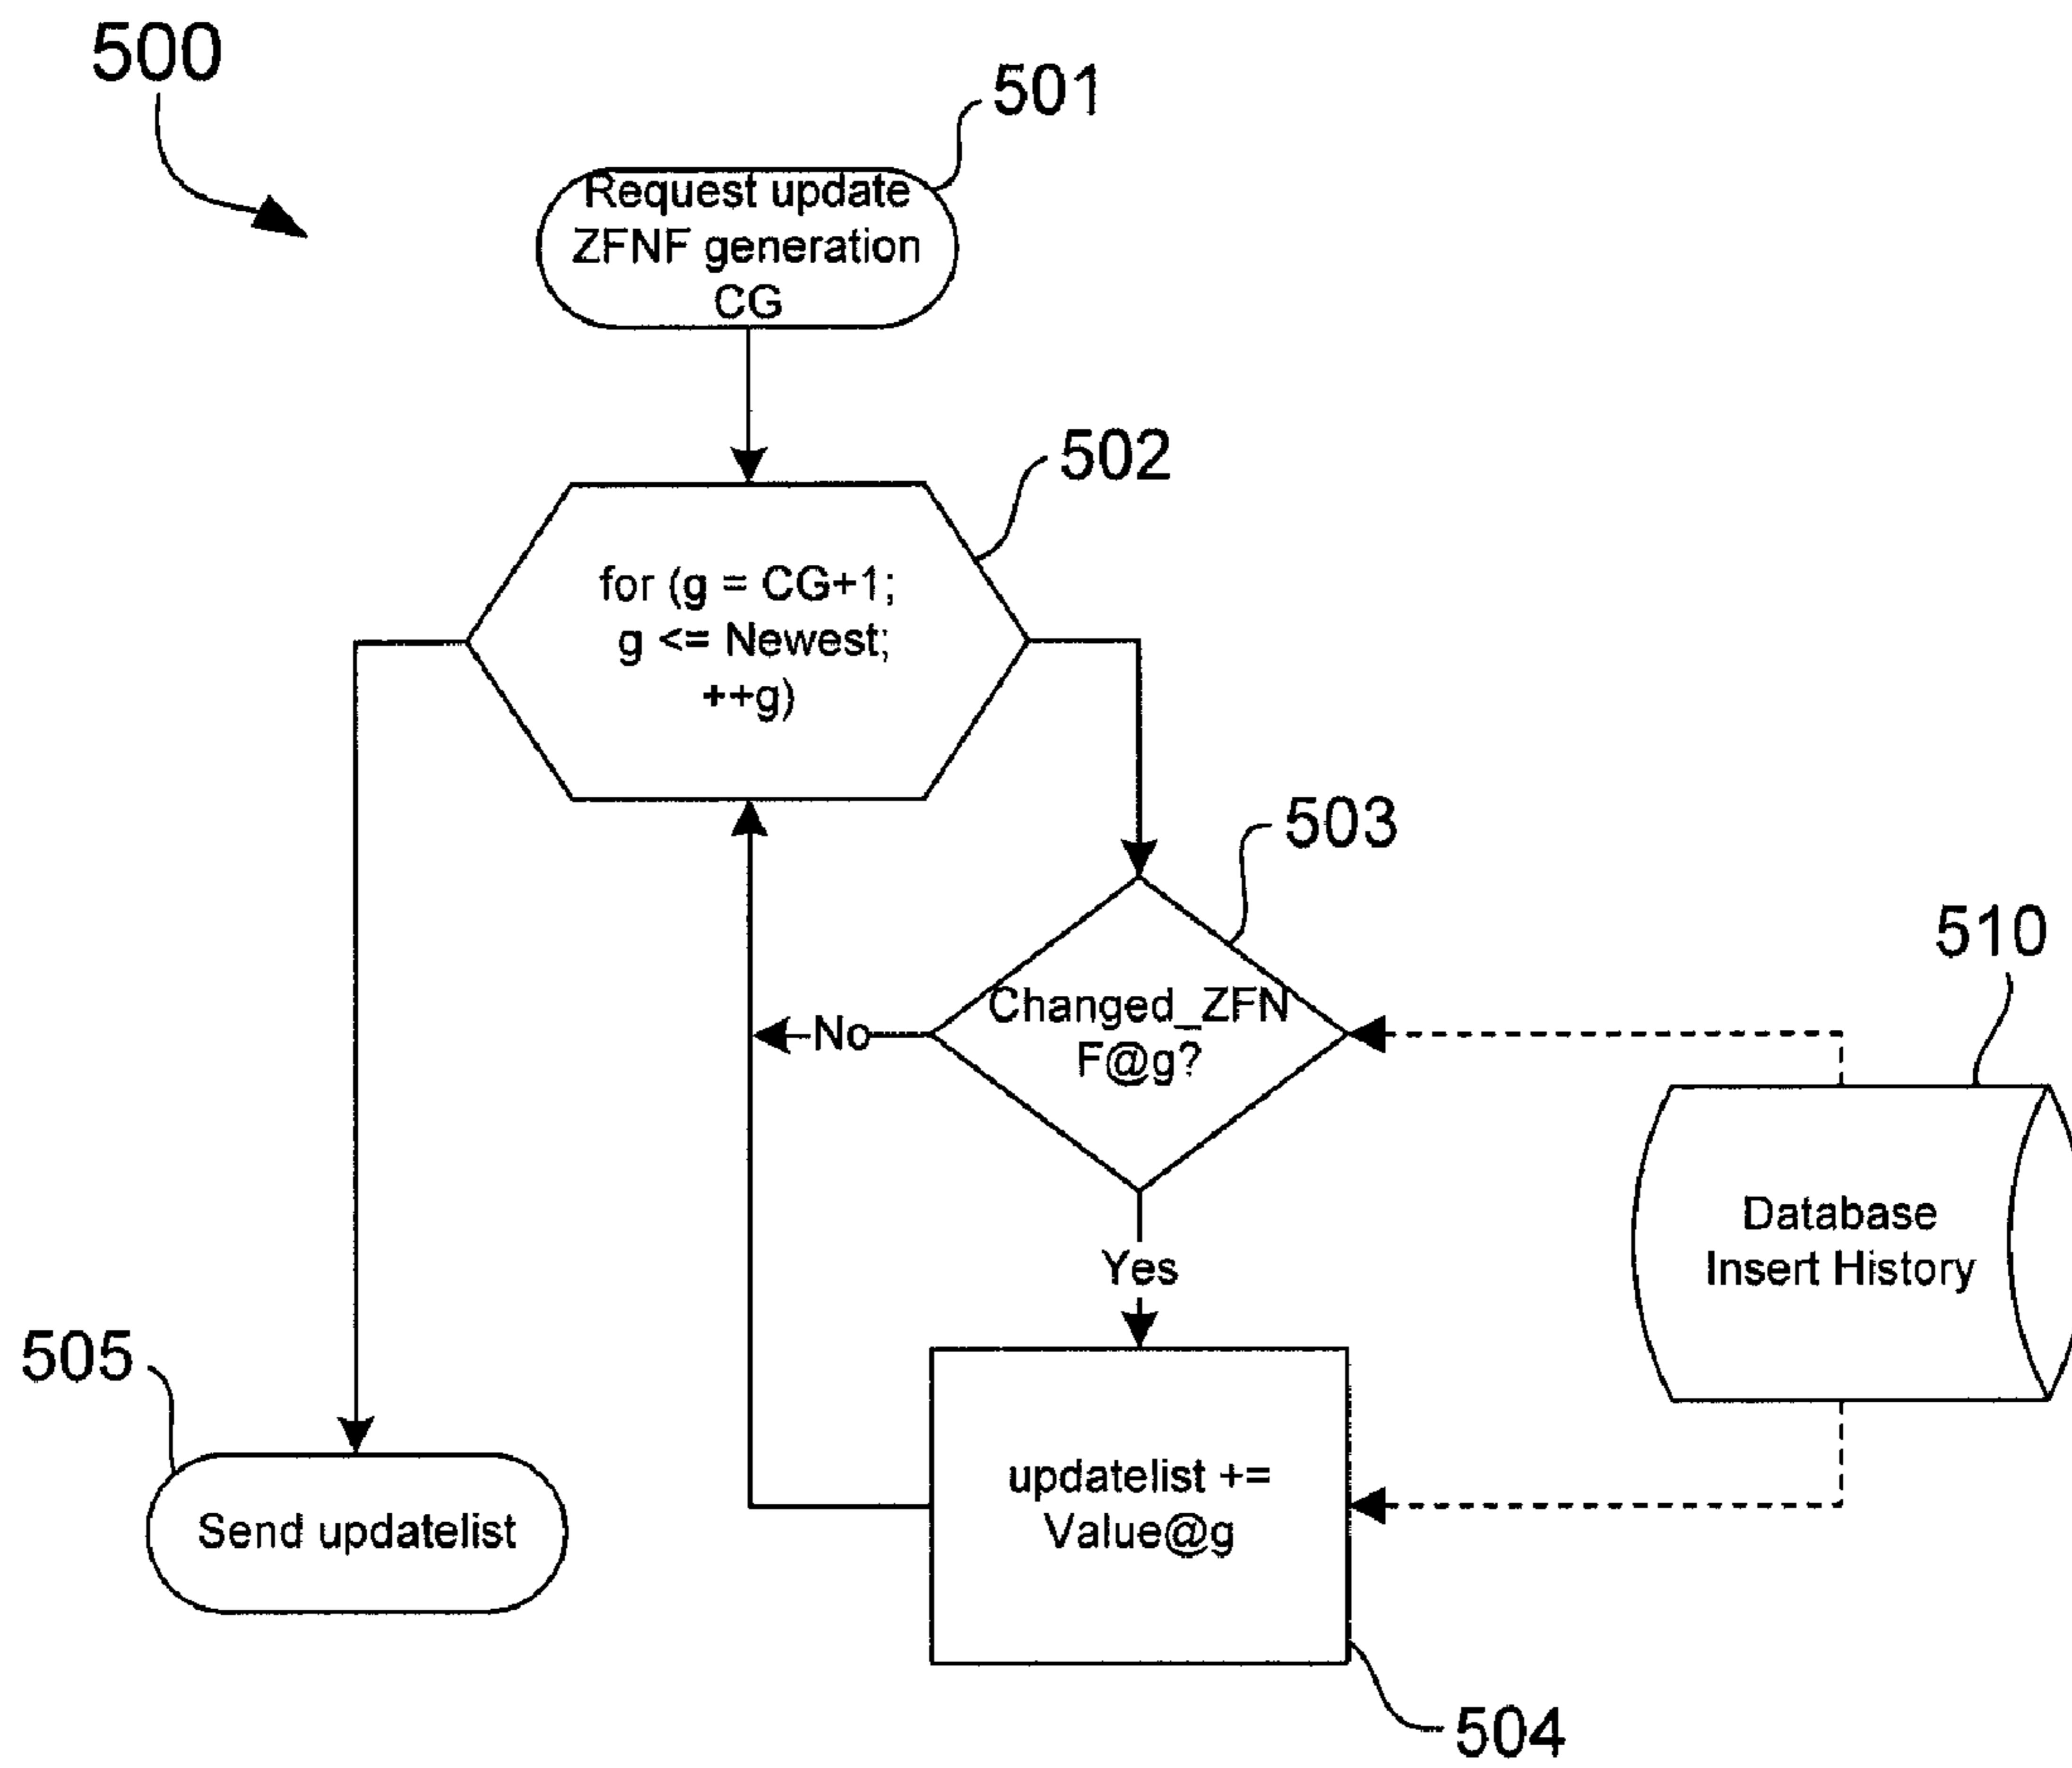 500
501
Request update
ZFNF generation
CG
502
for (g = CG+1;
g <= Newest;
++g)
503
Changed_ZFN
F@g?
No
510
Database
Insert History
Yes
505
Send updatelist
updatelist +=
Value@g
504